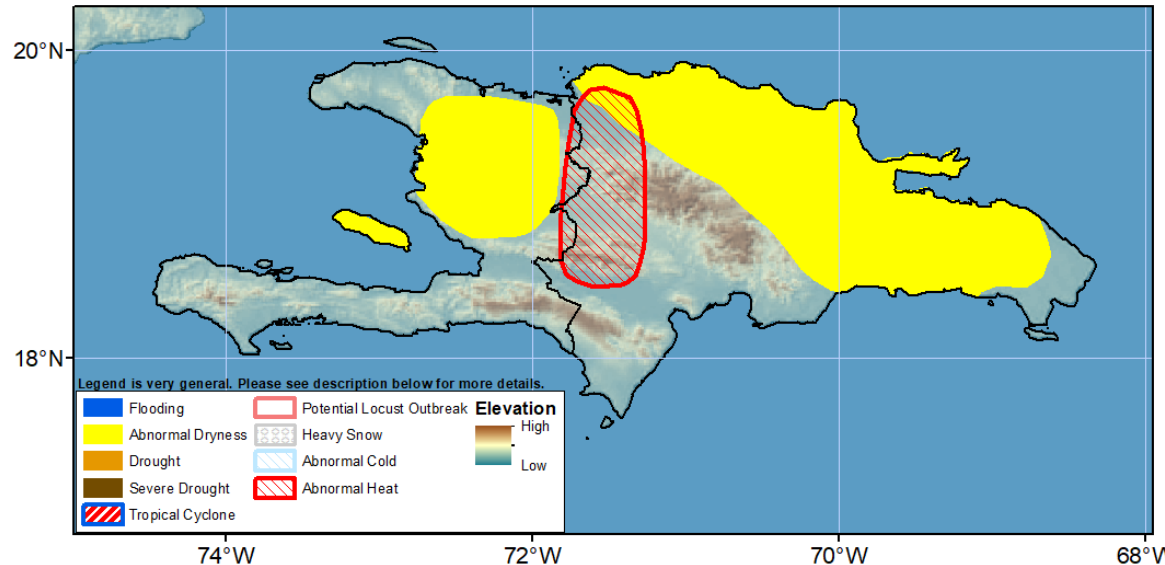 20°N
18°N
Legend is very general. Please see description below for more details.
Flooding
Abnormal Dryness
Drought
Severe Drought
Tropical Cyclone
Potential Locust Outbreak
Heavy Snow
Abnormal Cold
Abnormal Heat
Elevation
High
Low
74°W
72°W
70°W
68°W